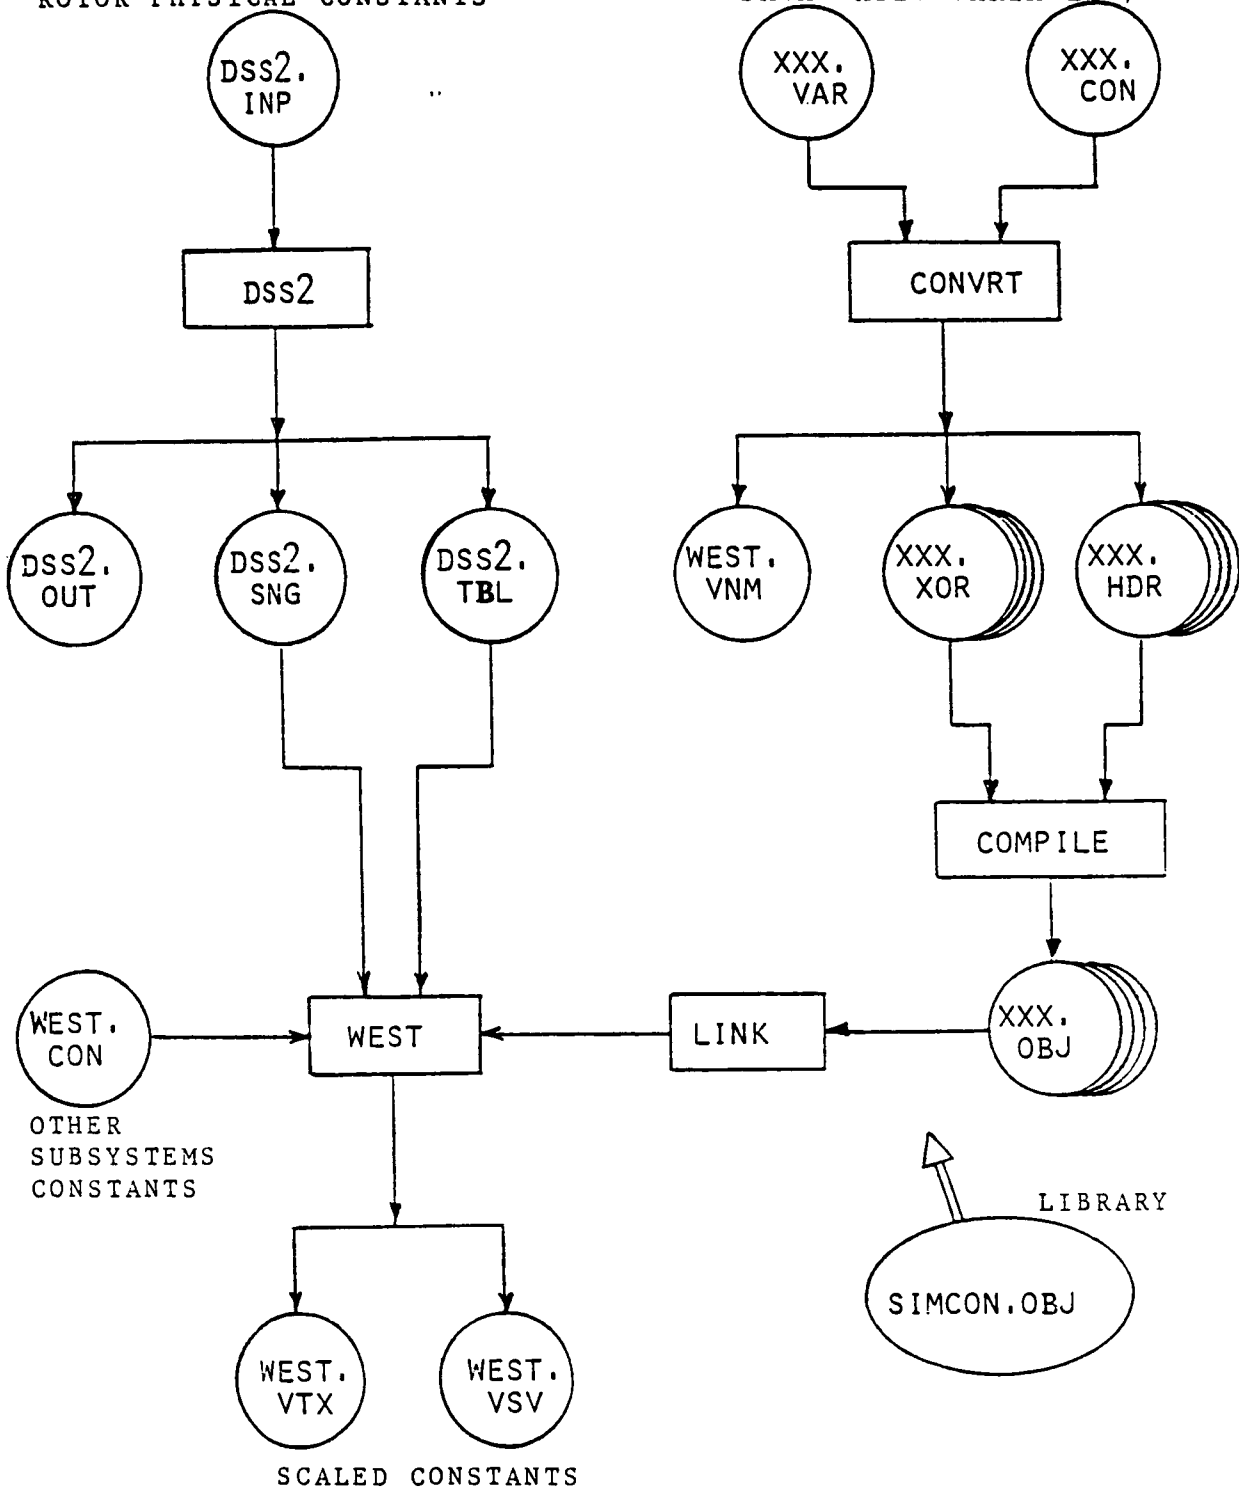 ROTOR PHYSICAL CONSTANTS
DSS2.
INP
XXX.
VAR
XXX.
CON
DSS2
CONVRT
DSS2.
OUT
DSS2.
SNG
DSS2.
TBL
WEST.
VNM
XXX.
XOR
XXX.
HDR
COMPILE
WEST.
CON
WEST
LINK
XXX.
OBJ
OTHER
SUBSYSTEMS
CONSTANTS
LIBRARY
SIMCON.OBJ
WEST.
VTX
WEST.
VSV
SCALED CONSTANTS